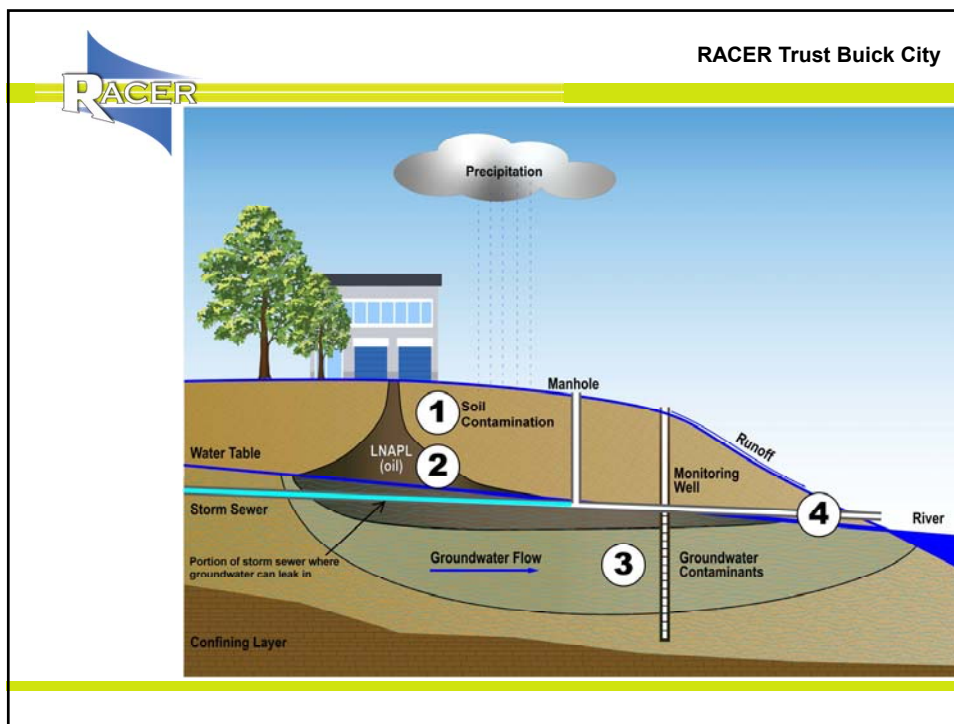 RACER Trust Buick City
RACER
Precipitation
Manhole
1
Soil
Contamination
Runoff
Water Table
LNAPL
(oil)
2
Monitoring
Well
Storm Sewer
4
River
Portion of storm sewer where
groundwater can leak in
Groundwater Flow
3
Groundwater
Contaminants
Confining Layer